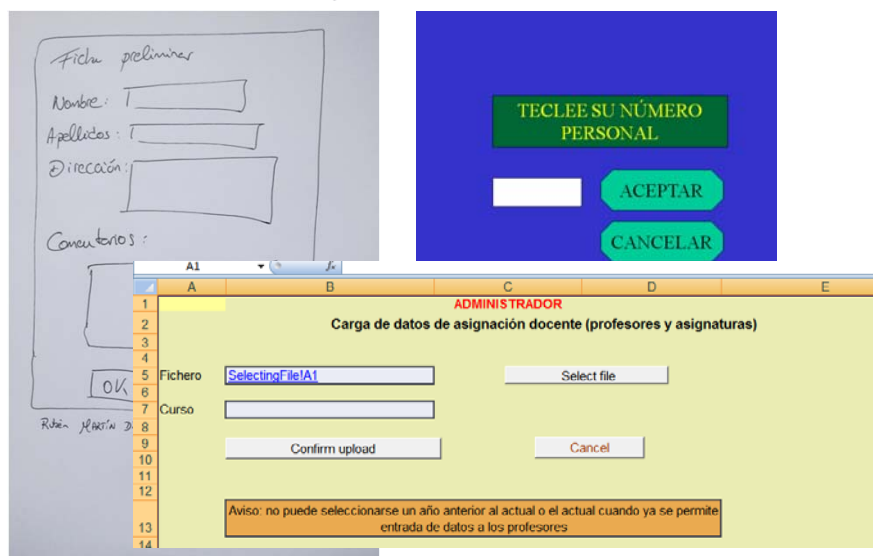 Ficha preliminar
Nombre:
Apellidos:
Dirección:
Comentarios:
OK
Rubén MARTÍN D
TECLEE SU NÚMERO
PERSONAL
ACEPTAR
CANCELAR
A1 fx
A B C D E
1 ADMINISTRADOR
2 Carga de datos de asignación docente (profesores y asignaturas)
3
4
5 Fichero SelectingFile!A1 Select file
6
7 Curso
8
9 Confirm upload Cancel
10
11
12
Aviso: no puede seleccionarse un año anterior al actual o el actual cuando ya se permite
13 entrada de datos a los profesores
14